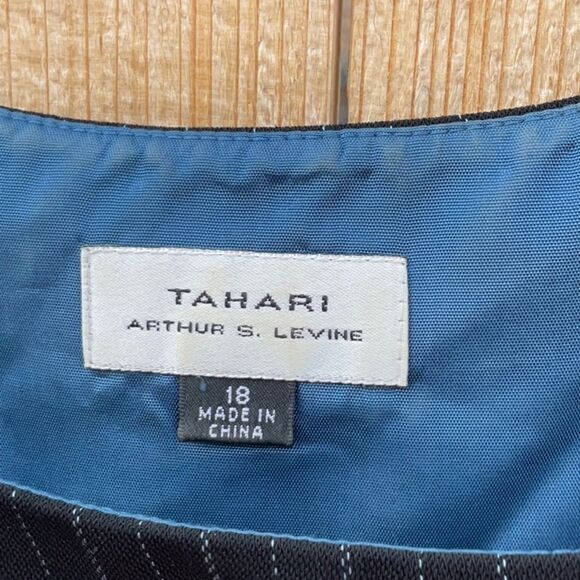 TAHARI
ARTHUR S. LEVINE
18
MADE IN
CHINA